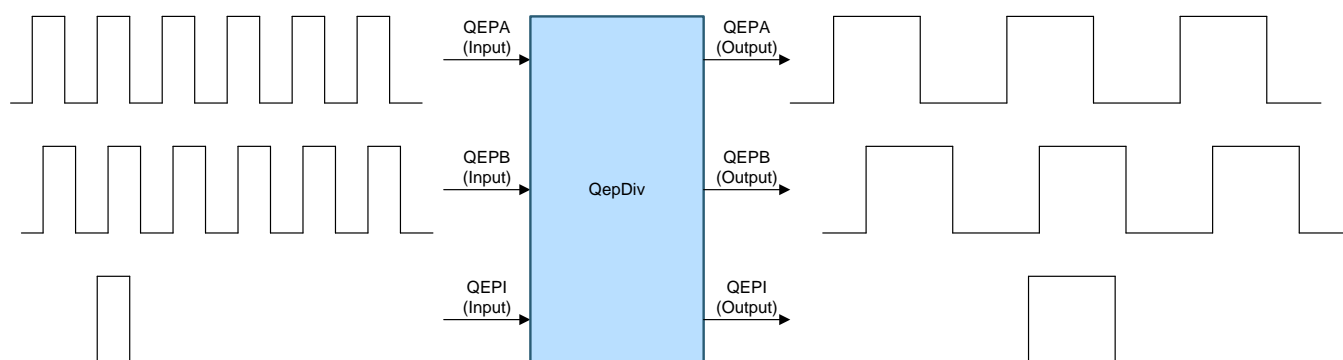 QEPA
(Input)
QEPA
(Output)
QEPB
(Input)
QepDiv
QEPB
(Output)
QEPI
(Input)
QEPI
(Output)